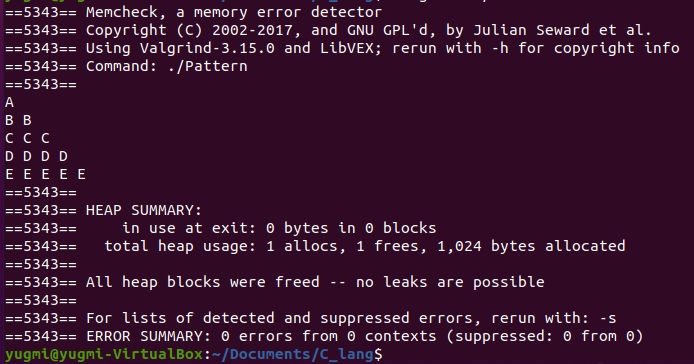 ==5343== Memcheck, a memory error detector
==5343== Copyright (C) 2002-2017, and GNU GPL'd, by Julian Seward et al.
==5343== Using Valgrind-3.15.0 and LibVEX; rerun with -h for copyright info
==5343== Command: ./Pattern
==5343==
A
B B
C C C
D D D D
E E E E E
==5343==
==5343== HEAP SUMMARY:
==5343==     in use at exit: 0 bytes in 0 blocks
==5343==   total heap usage: 1 allocs, 1 frees, 1,024 bytes allocated
==5343==
==5343== All heap blocks were freed -- no leaks are possible
==5343==
==5343== For lists of detected and suppressed errors, rerun with: -s
==5343== ERROR SUMMARY: 0 errors from 0 contexts (suppressed: 0 from 0)
yugmi@yugmi-VirtualBox:~/Documents/C_lang$